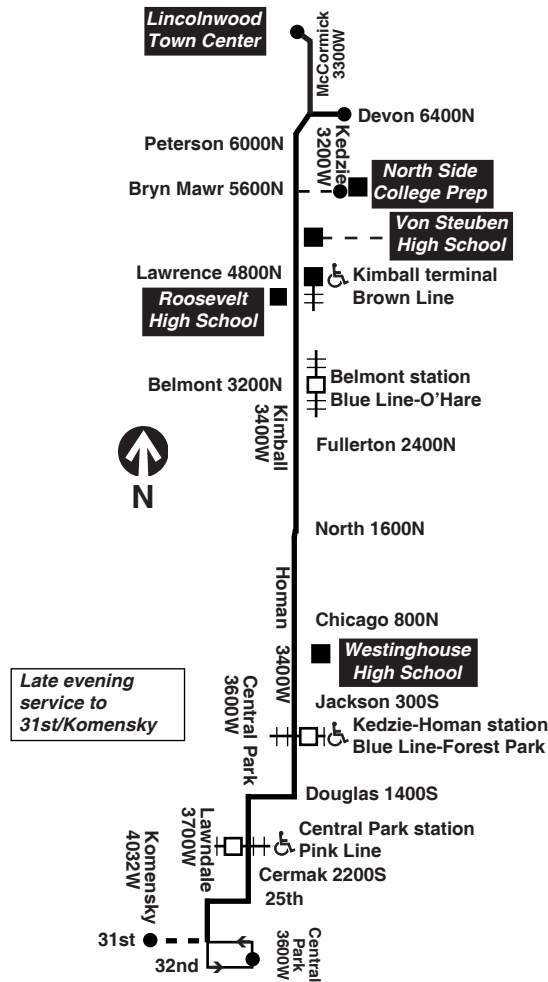 Lincolnwood
Town Center
McCormick
3300W
Devon 6400N
Peterson 6000N
Kedzie
3200W
Bryn Mawr 5600N
North Side
College Prep
Von Steuben
High School
Lawrence 4800N
Kimball terminal
Brown Line
Roosevelt
High School
Belmont 3200N
Belmont station
Blue Line-O'Hare
Kimball
3400W
Fullerton 2400N
N
North 1600N
Homan 3400W
Chicago 800N
Westinghouse
High School
Late evening
service to
31st/Komensky
Central Park
3600W
Jackson 300S
Kedzie-Homan station
Blue Line-Forest Park
Douglas 1400S
Lawndale
3700W
Central Park station
Pink Line
Komensky
4032W
Cermak 2200S
25th
31st
32nd
Central
Park
3600W